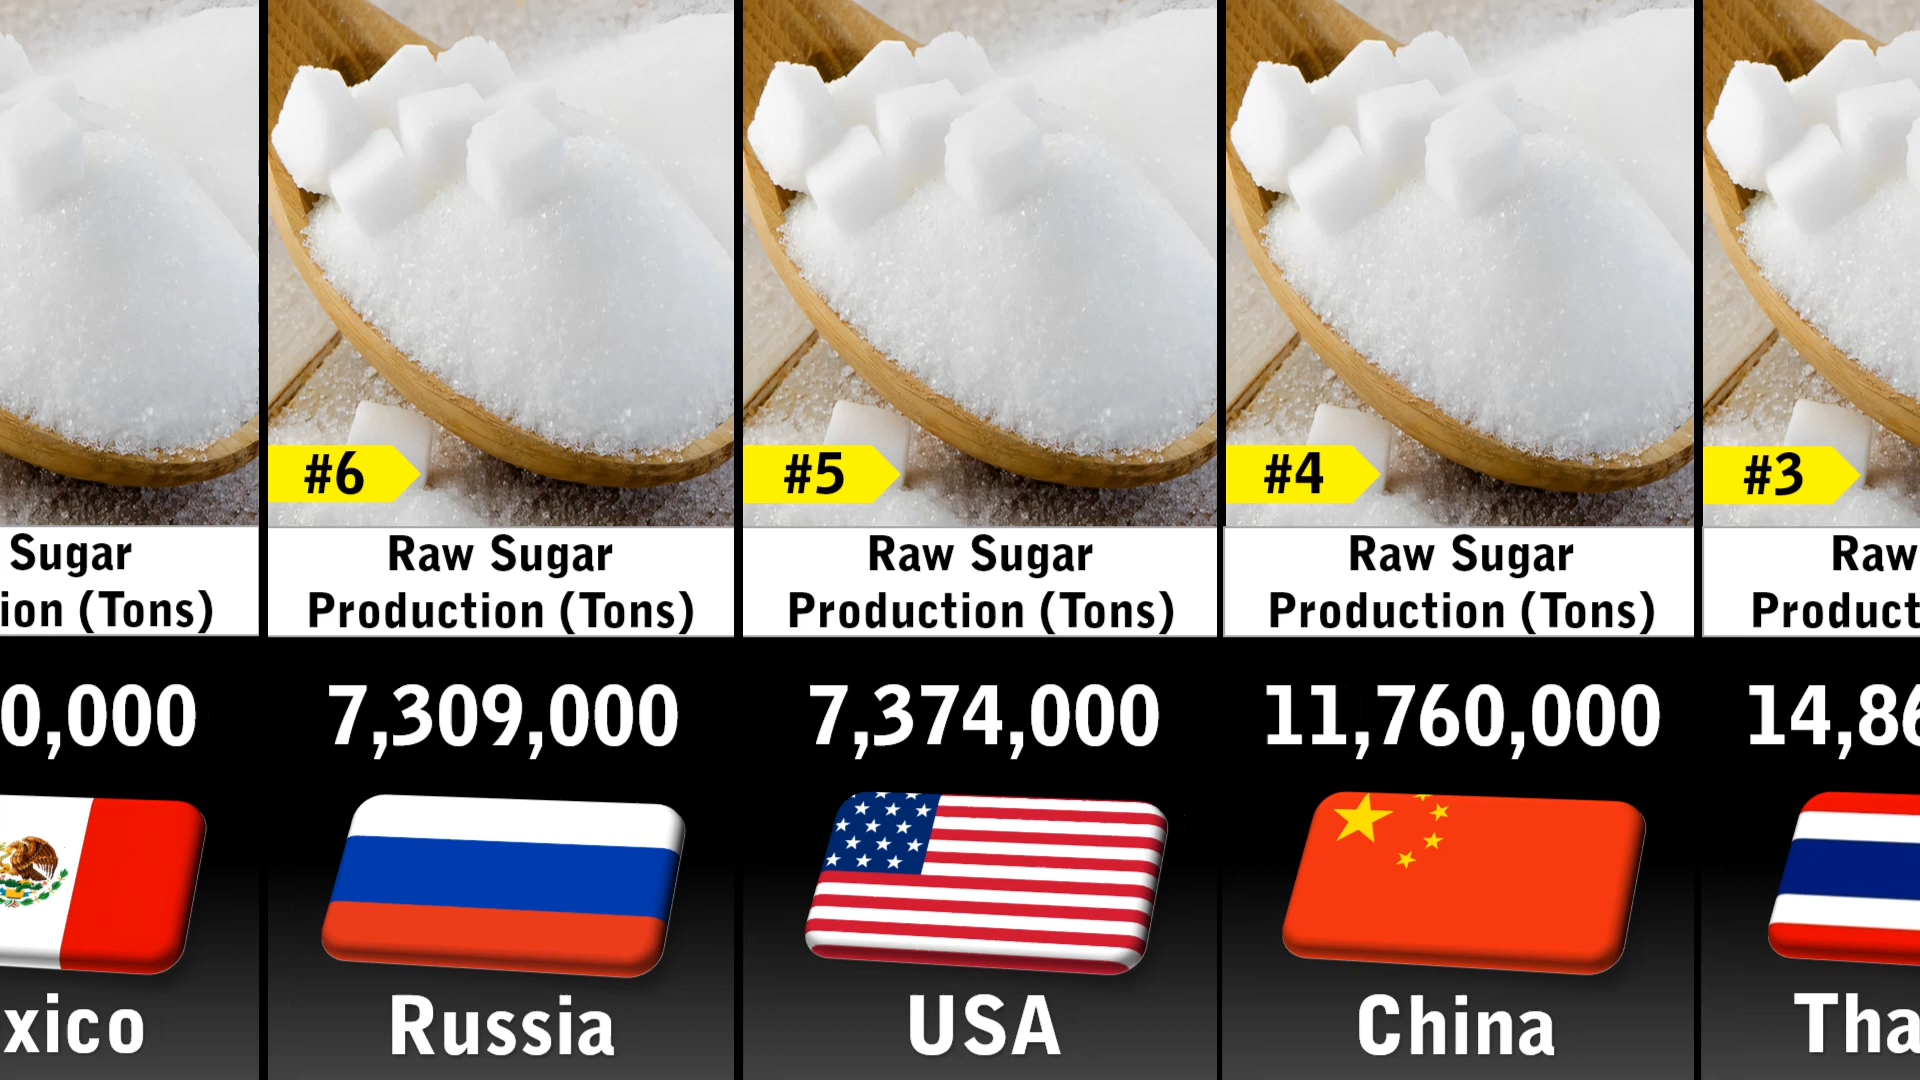 Sugar
ion (Tons)
0,000
xico
#6
Raw Sugar
Production (Tons)
7,309,000
Russia
#5
Raw Sugar
Production (Tons)
7,374,000
USA
#4
Raw Sugar
Production (Tons)
11,760,000
China
#3
Raw
Product
14,86
Tha